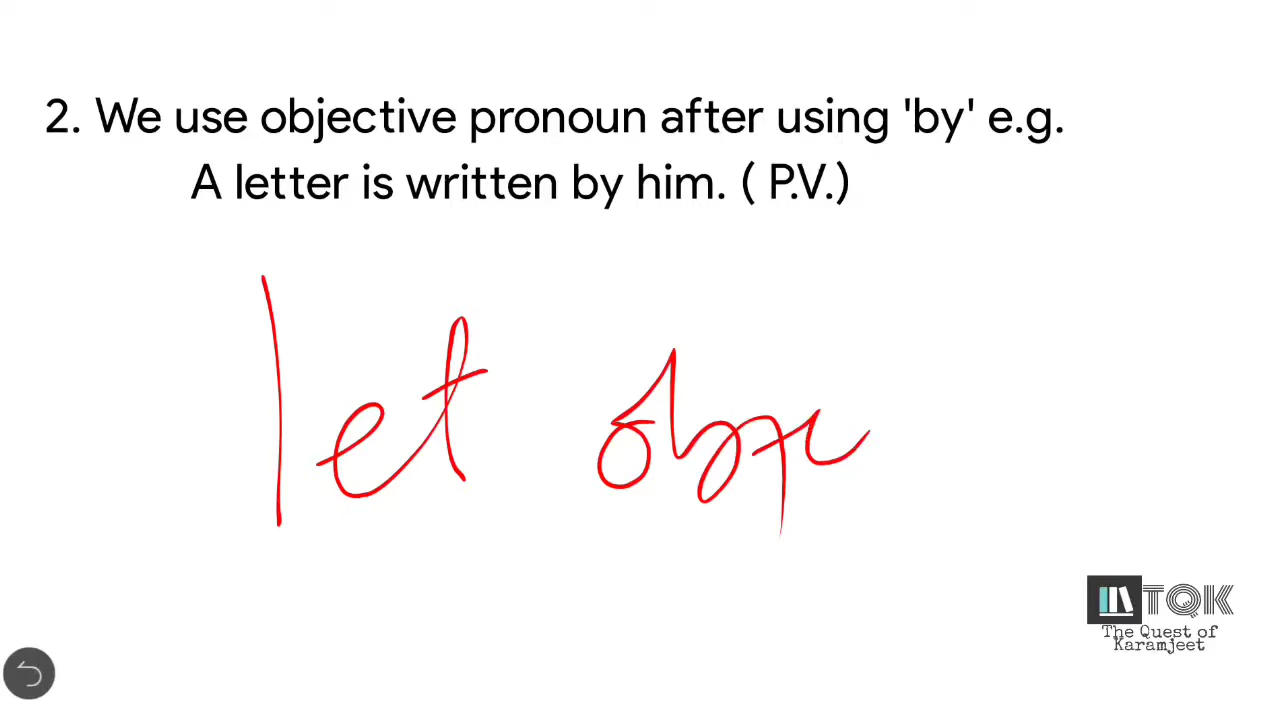 2. We use objective pronoun after using 'by' e.g.
A letter is written by him. ( P.V.)
let
TQK
The Quest of
Karamjeet